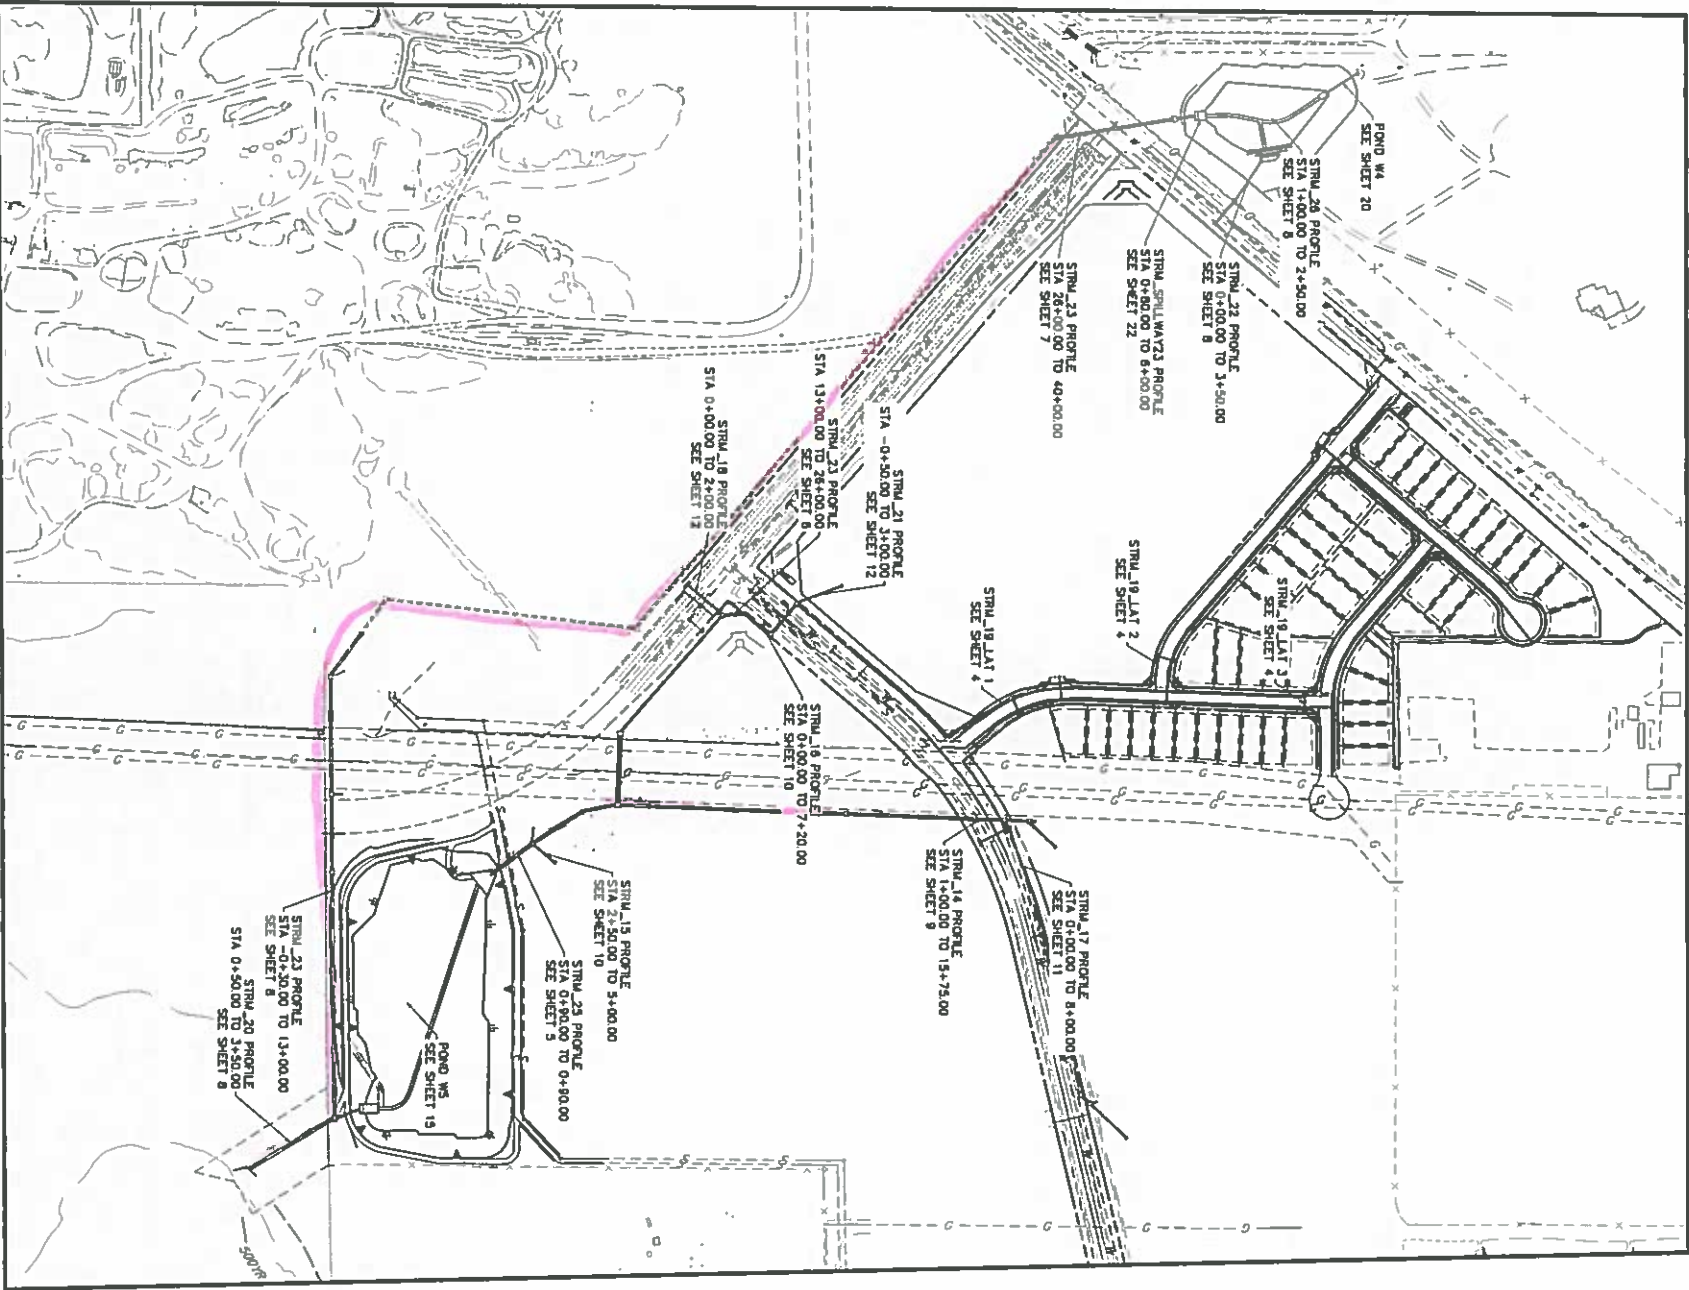 POND W4
SEE SHEET 20
STRM_26 PROFILE
STA 1+00.00 TO 2+50.00
SEE SHEET 8
STRM_22 PROFILE
STA 0+00.00 TO 3+50.00
SEE SHEET 8
STRM_SPILLWAY23 PROFILE
STA 0+80.00 TO 6+00.00
SEE SHEET 22
STRM_23 PROFILE
STA 26+00.00 TO 40+00.00
SEE SHEET 7
STRM_21 PROFILE
STA -0+50.00 TO 3+00.00
SEE SHEET 12
STRM_23 PROFILE
STA 13+00.00 TO 26+00.00
SEE SHEET 6
STRM_18 PROFILE
STA 0+00.00 TO 2+00.00
SEE SHEET 12
STRM_19_LAT 3
SEE SHEET 4
STRM_19_LAT 2
SEE SHEET 4
STRM_19_LAT 1
SEE SHEET 4
STRM_16 PROFILE
STA 0+00.00 TO 7+20.00
SEE SHEET 10
STRM_17 PROFILE
STA 0+00.00 TO 8+00.00
SEE SHEET 11
STRM_14 PROFILE
STA 1+00.00 TO 15+75.00
SEE SHEET 9
STRM_15 PROFILE
STA 2+50.00 TO 5+00.00
SEE SHEET 10
STRM_25 PROFILE
STA 0+90.00 TO 0+90.00
SEE SHEET 5
POND W5
SEE SHEET 19
STRM_23 PROFILE
STA -0+30.00 TO 13+00.00
SEE SHEET 6
STRM_20 PROFILE
STA 0+50.00 TO 3+50.00
SEE SHEET 8
500YR